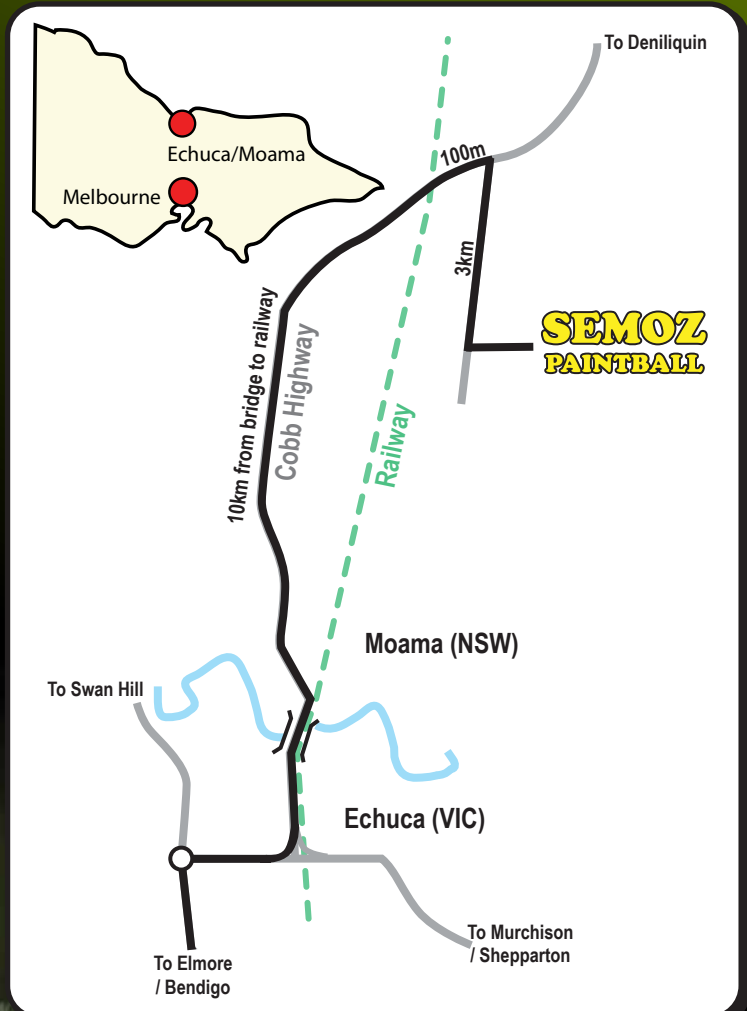 To Deniliquin
Echuca/Moama
Melbourne
100m
3km
SEMOZ
PAINTBALL
10km from bridge to railway
Cobb Highway
Railway
Moama (NSW)
To Swan Hill
Echuca (VIC)
To Murchison
/ Shepparton
To Elmore
/ Bendigo